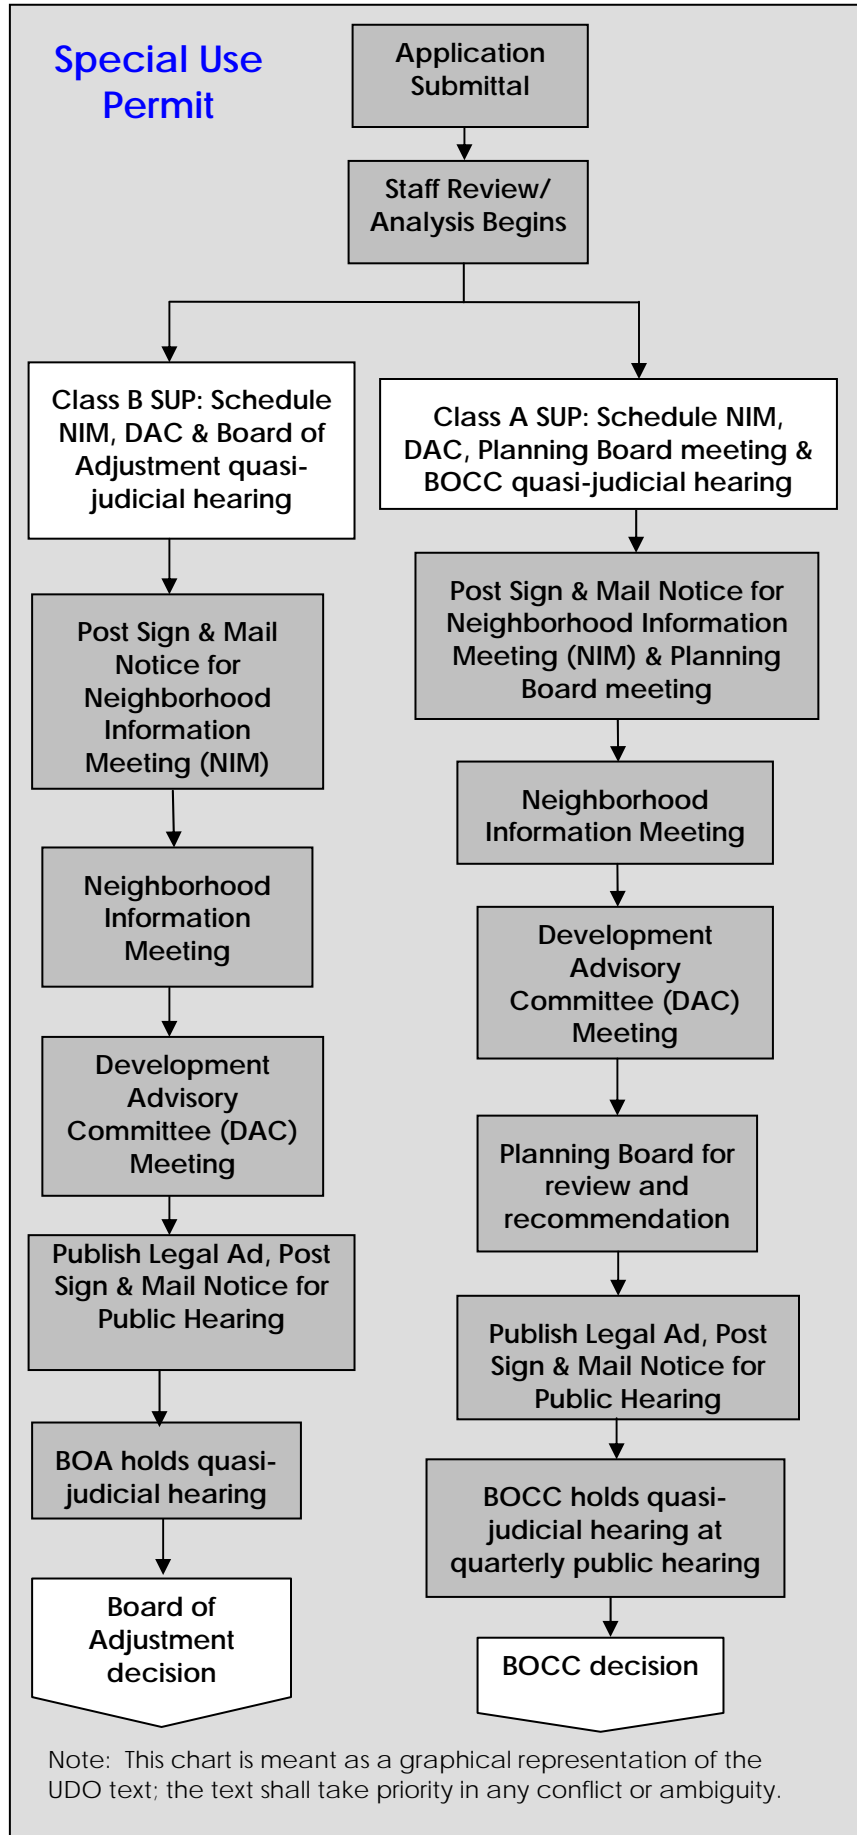 Special Use
Permit
Application
Submittal
Staff Review/
Analysis Begins
Class B SUP: Schedule
NIM, DAC & Board of
Adjustment quasi-
judicial hearing
Post Sign & Mail
Notice for
Neighborhood
Information
Meeting (NIM)
Neighborhood
Information
Meeting
Development
Advisory
Committee (DAC)
Meeting
Publish Legal Ad, Post
Sign & Mail Notice for
Public Hearing
BOA holds quasi-
judicial hearing
Board of
Adjustment
decision
Class A SUP: Schedule NIM,
DAC, Planning Board meeting &
BOCC quasi-judicial hearing
Post Sign & Mail Notice for
Neighborhood Information
Meeting (NIM) & Planning
Board meeting
Neighborhood
Information Meeting
Development
Advisory
Committee (DAC)
Meeting
Planning Board for
review and
recommendation
Publish Legal Ad, Post
Sign & Mail Notice for
Public Hearing
BOCC holds quasi-
judicial hearing at
quarterly public hearing
BOCC decision
Note: This chart is meant as a graphical representation of the
UDO text; the text shall take priority in any conflict or ambiguity.